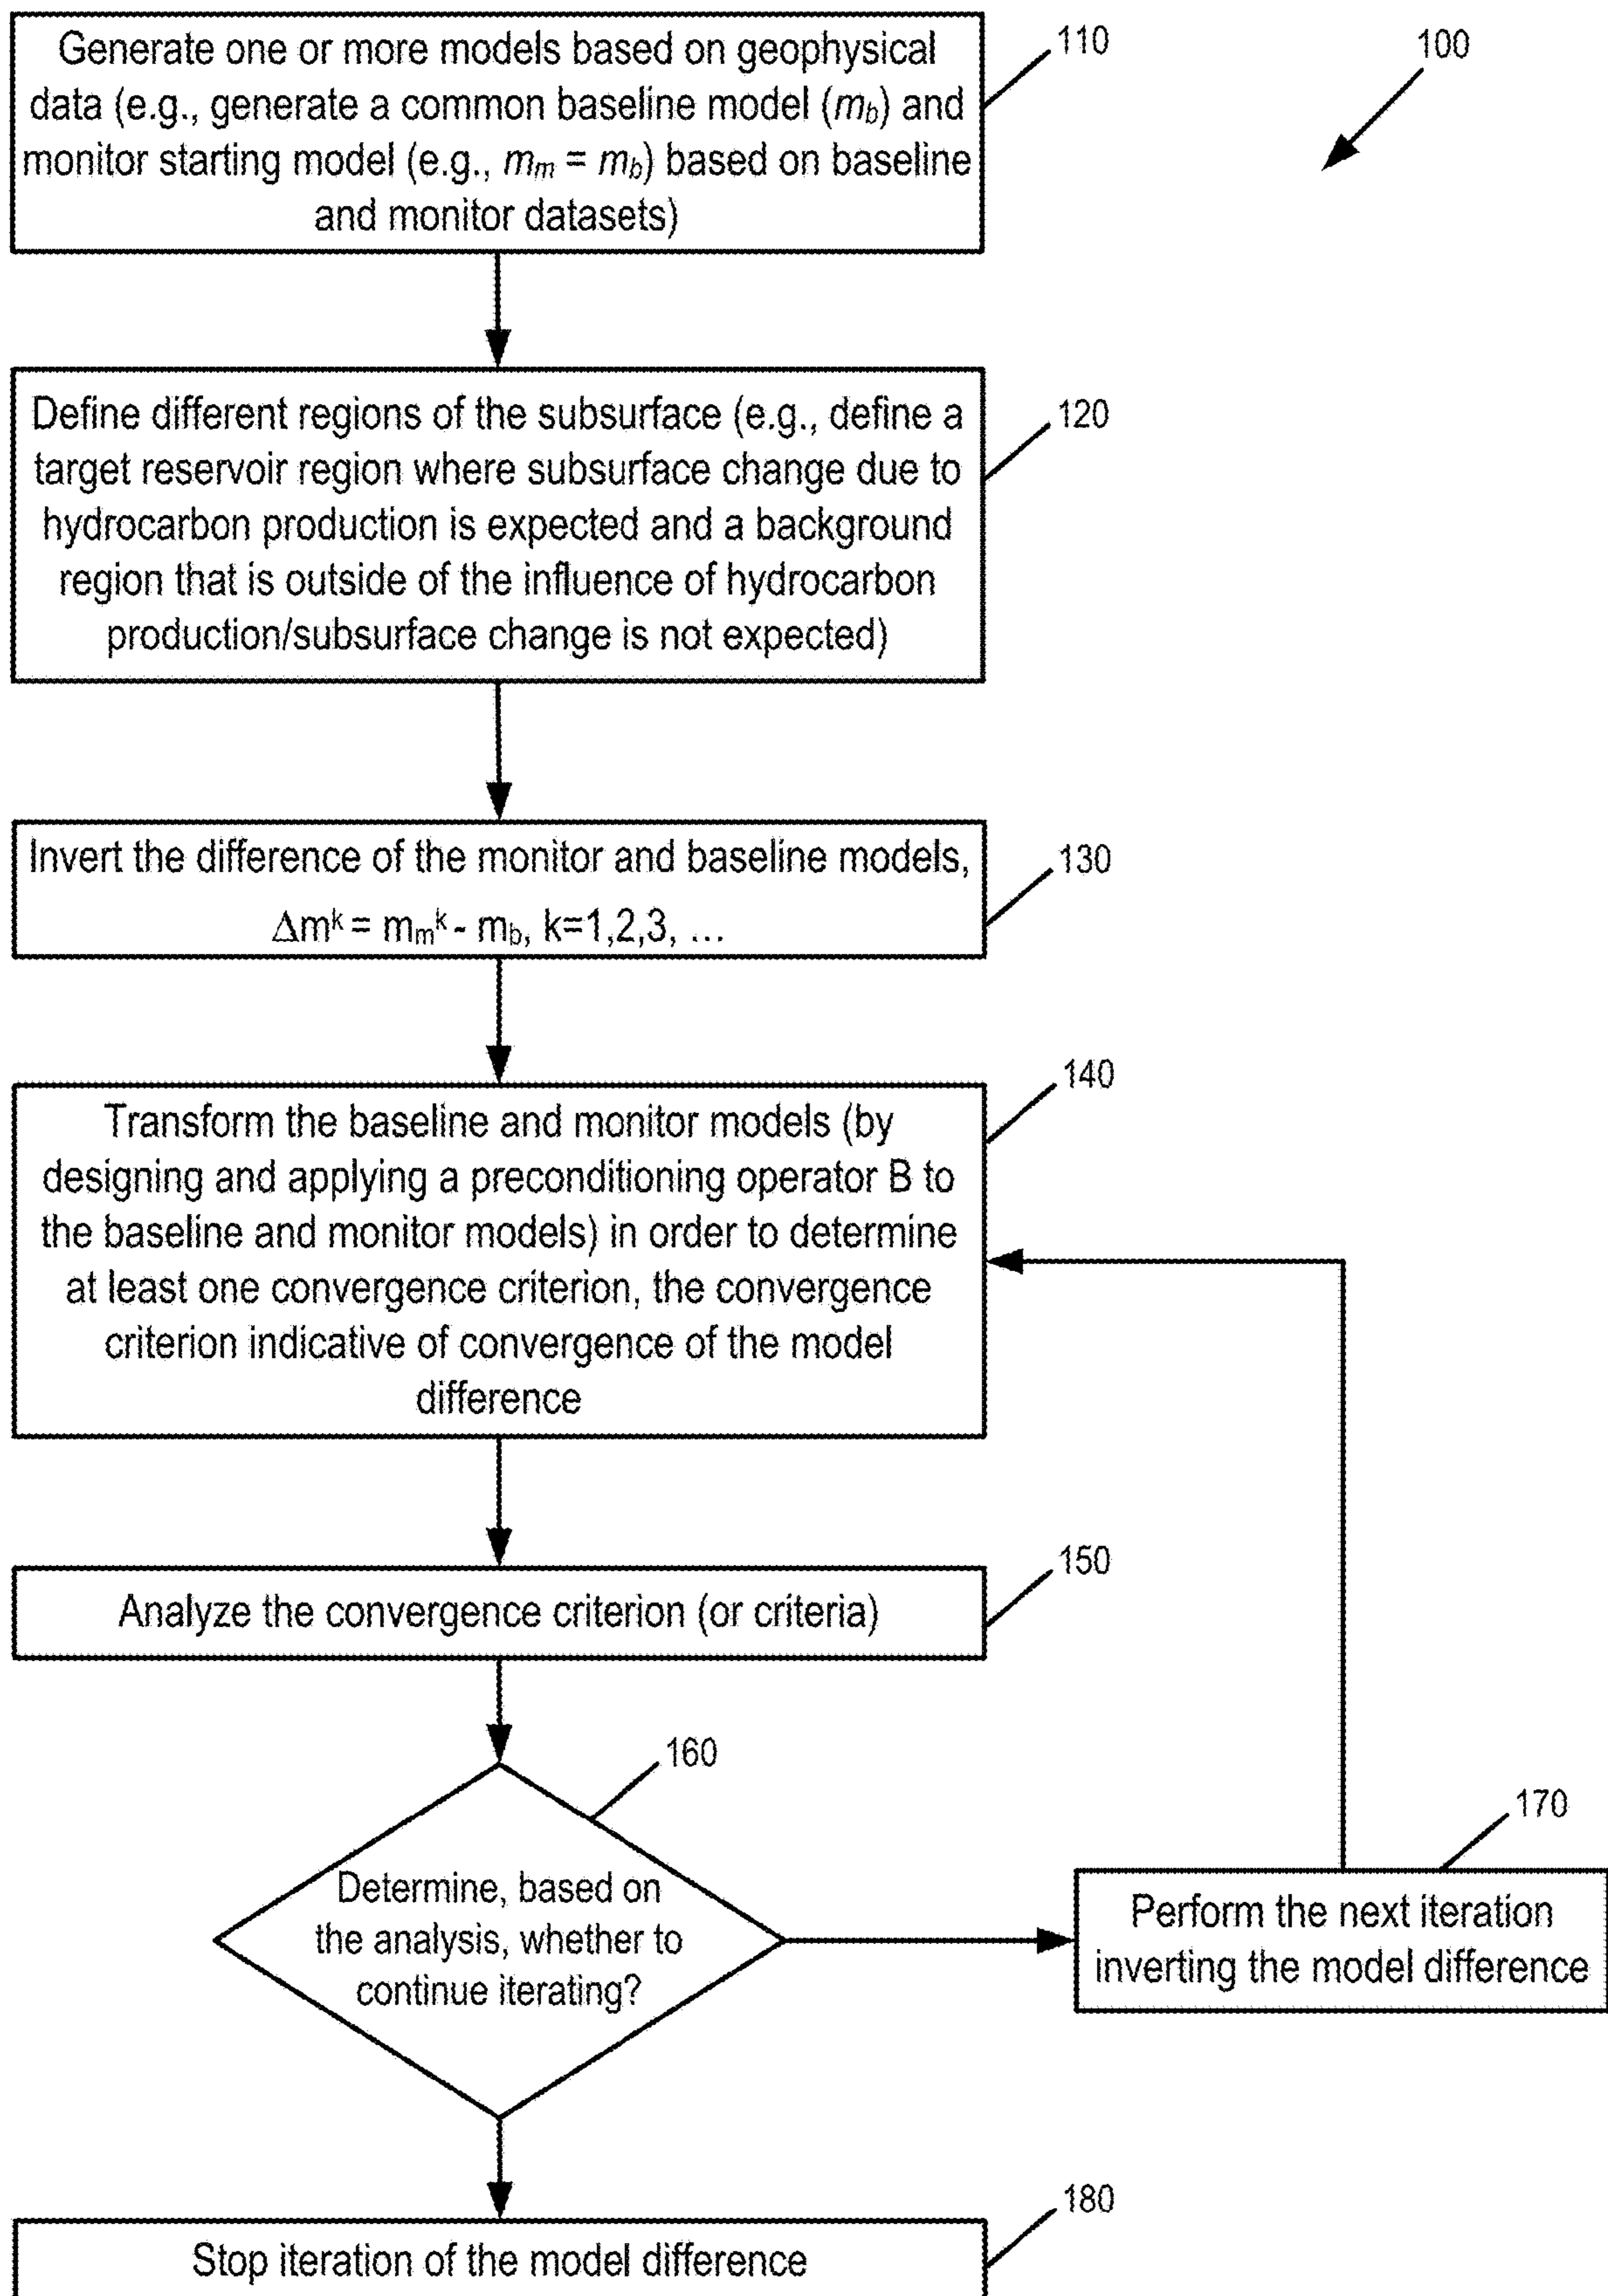 Generate one or more models based on geophysical
data (e.g., generate a common baseline model (m_b) and
monitor starting model (e.g., m_m = m_b) based on baseline
and monitor datasets)
110
100
Define different regions of the subsurface (e.g., define a
target reservoir region where subsurface change due to
hydrocarbon production is expected and a background
region that is outside of the influence of hydrocarbon
production/subsurface change is not expected)
120
Invert the difference of the monitor and baseline models,
Δm^k = m_m^k - m_b, k=1,2,3, ...
130
Transform the baseline and monitor models (by
designing and applying a preconditioning operator B to
the baseline and monitor models) in order to determine
at least one convergence criterion, the convergence
criterion indicative of convergence of the model
difference
140
Analyze the convergence criterion (or criteria)
150
Determine, based on
the analysis, whether to
continue iterating?
160
Perform the next iteration
inverting the model difference
170
Stop iteration of the model difference
180